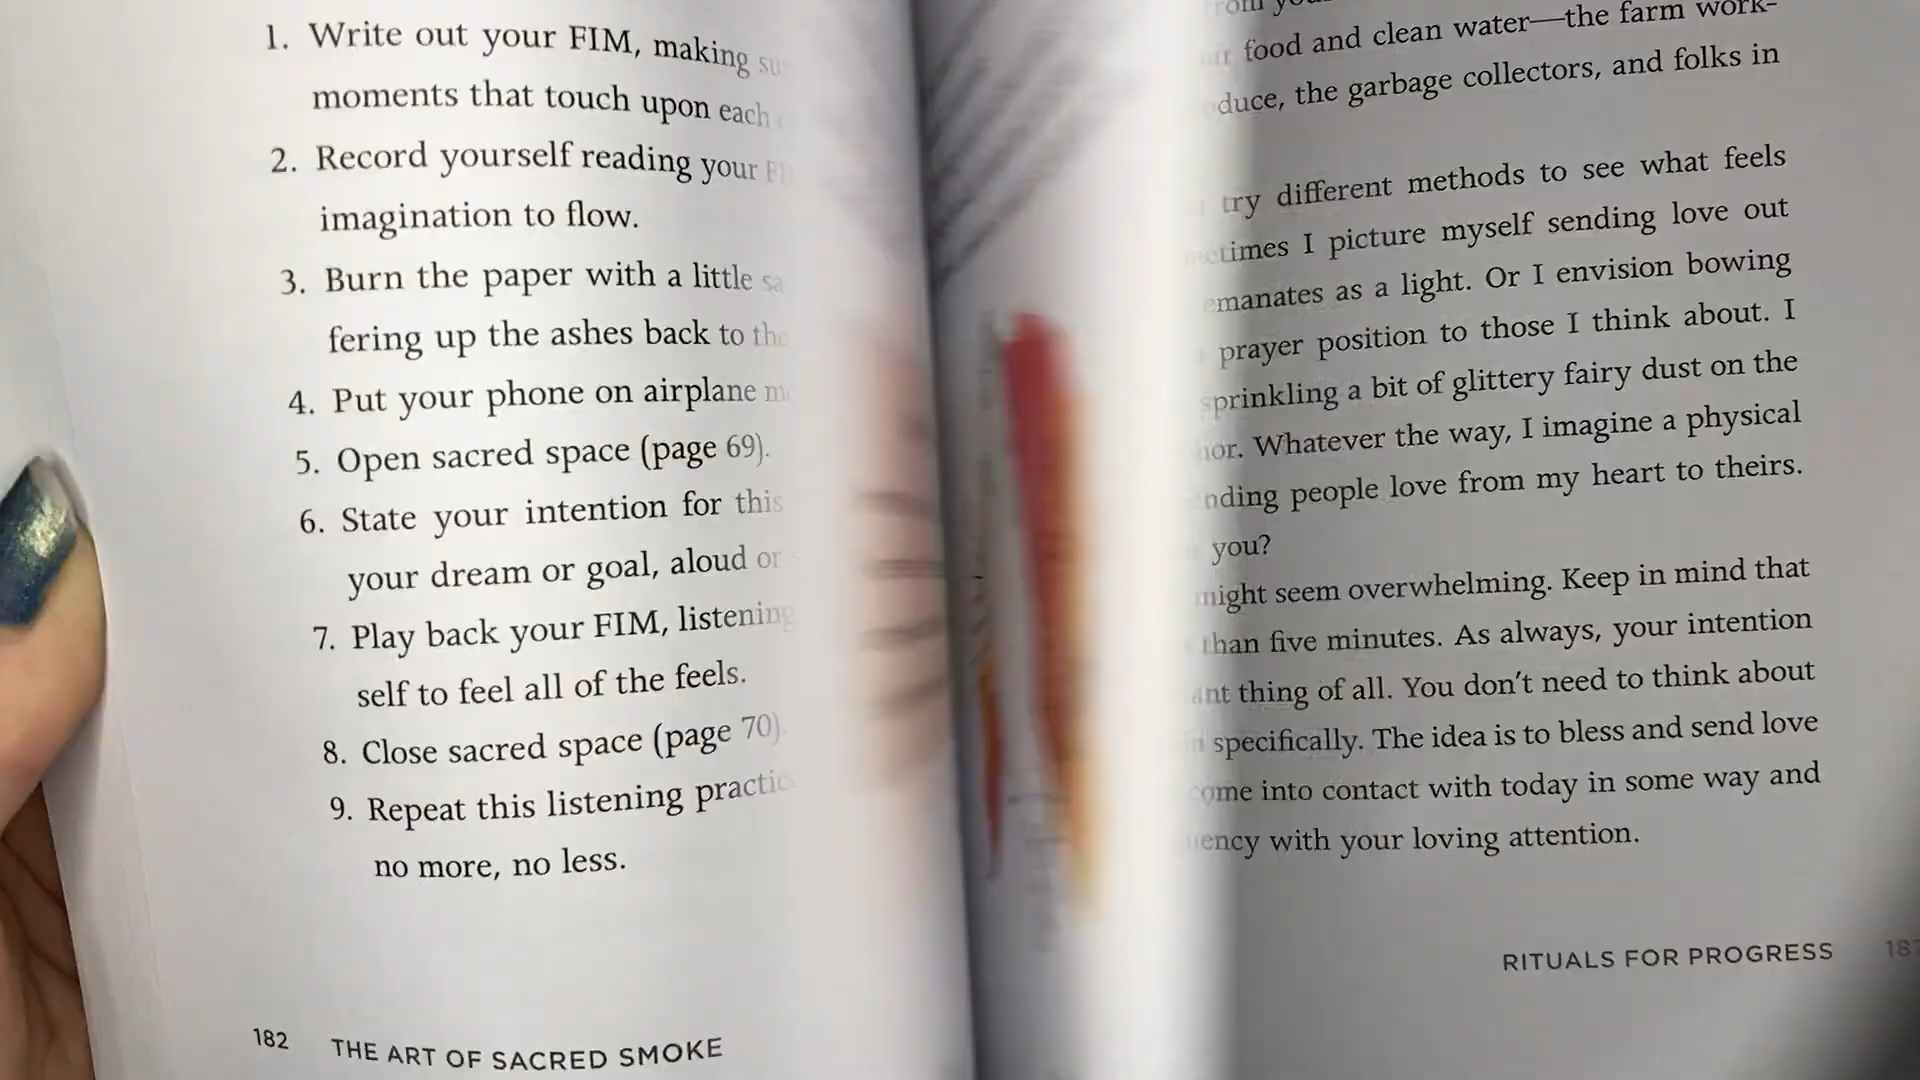 1. Write out your FIM, making
moments that touch upon each
2. Record yourself reading your
imagination to flow.
3. Burn the paper with a little
fering up the ashes back to
4. Put your phone on airplane
5. Open sacred space (page 69).
6. State your intention for this
your dream or goal, aloud or
7. Play back your FIM, listening
self to feel all of the feels.
8. Close sacred space (page 70).
9. Repeat this listening
no more, no less.
182 THE ART OF SACRED SMOKE
food and clean water—the farm work-
duce, the garbage collectors, and folks in
try different methods to see what feels
I picture myself sending love out
as a light. Or I envision bowing
prayer position to those I think about. I
a bit of glittery fairy dust on the
Whatever the way, I imagine a physical
people love from my heart to theirs.
you?
might seem overwhelming. Keep in mind that
than five minutes. As always, your intention
thing of all. You don't need to think about
specifically. The idea is to bless and send love
into contact with today in some way and
with your loving attention.
RITUALS FOR PROGRESS